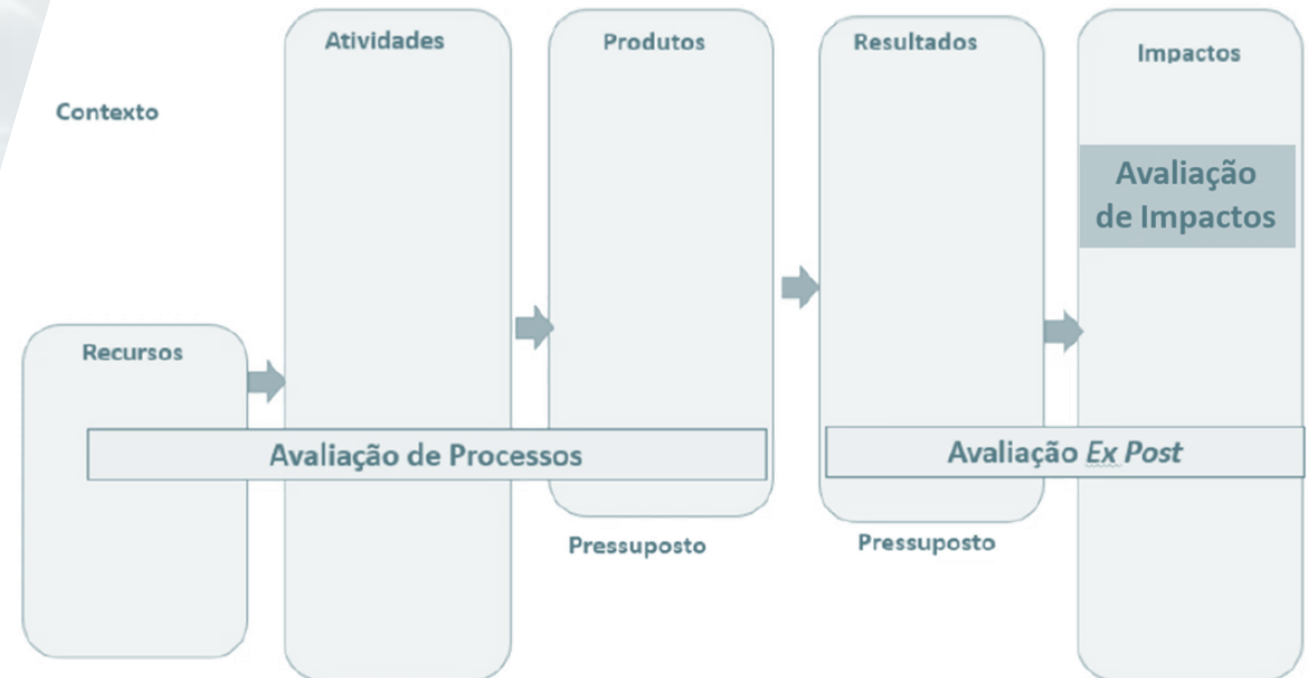 Atividades
Produtos
Resultados
Impactos
Contexto
Avaliação
de Impactos
Recursos
Avaliação de Processos
Avaliação Ex Post
Pressuposto
Pressuposto